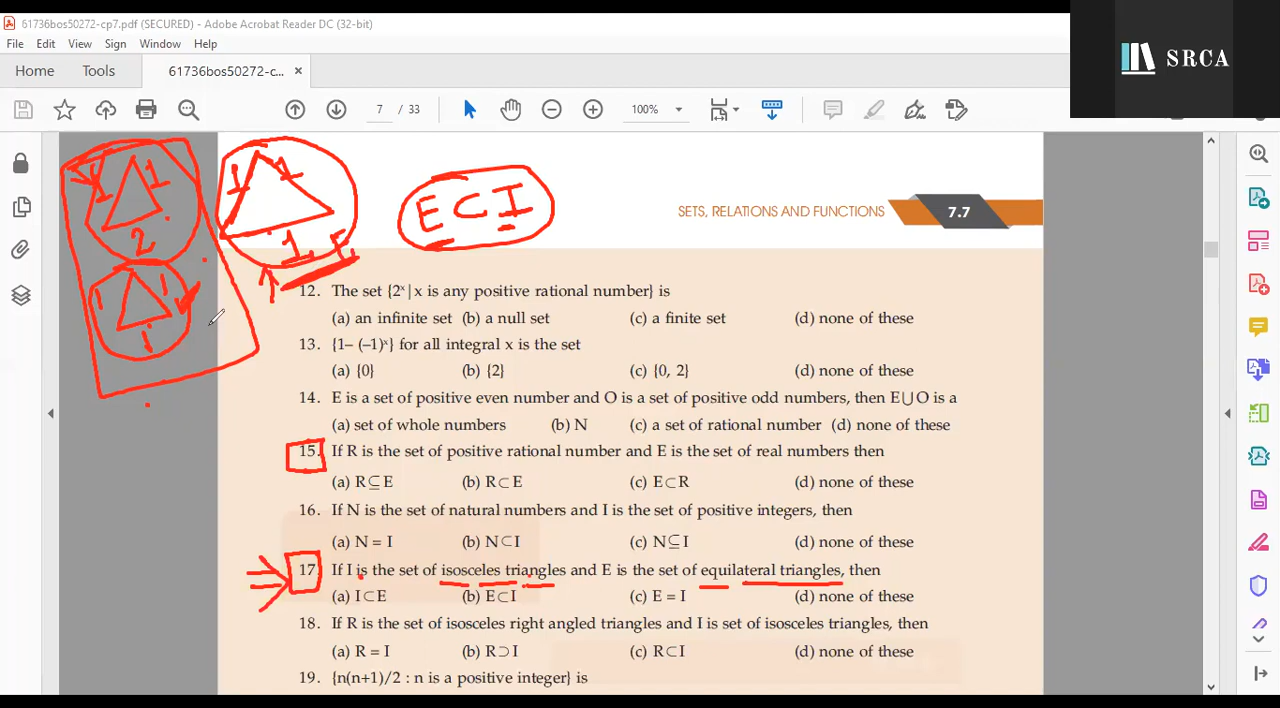 61736bos50272-cp7.pdf (SECURED) - Adobe Acrobat Reader DC (32-bit)
File Edit View Sign Window Help
Home Tools 61736bos50272-c... ×
7 / 33 100%
SRCA
1 1 2
1 1 1 E
E ⊂ I
1 1 1
SETS, RELATIONS AND FUNCTIONS 7.7
12. The set {2ˣ|x is any positive rational number} is
(a) an infinite set (b) a null set (c) a finite set (d) none of these
13. {1– (–1)ˣ} for all integral x is the set
(a) {0} (b) {2} (c) {0, 2} (d) none of these
14. E is a set of positive even number and O is a set of positive odd numbers, then E⋃O is a
(a) set of whole numbers (b) N (c) a set of rational number (d) none of these
15. If R is the set of positive rational number and E is the set of real numbers then
(a) R⊆E (b) R⊂E (c) E⊂R (d) none of these
16. If N is the set of natural numbers and I is the set of positive integers, then
(a) N = I (b) N⊂I (c) N⊆I (d) none of these
17. If I is the set of isosceles triangles and E is the set of equilateral triangles, then
(a) I⊂E (b) E⊂I (c) E = I (d) none of these
18. If R is the set of isosceles right angled triangles and I is set of isosceles triangles, then
(a) R = I (b) R⊃I (c) R⊂I (d) none of these
19. {n(n+1)/2 : n is a positive integer} is